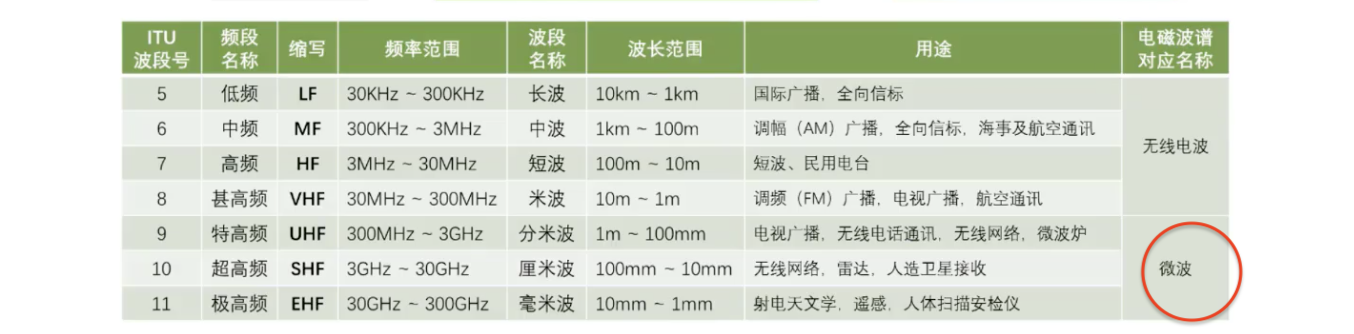 ITU 波段号 频段名称 缩写 频率范围 波段名称 波长范围 用途 电磁波谱对应名称
5 低频 LF 30KHz ~ 300KHz 长波 10km ~ 1km 国际广播，全向信标
6 中频 MF 300KHz ~ 3MHz 中波 1km ~ 100m 调幅（AM）广播，全向信标，海事及航空通讯
无线电波
7 高频 HF 3MHz ~ 30MHz 短波 100m ~ 10m 短波、民用电台
8 甚高频 VHF 30MHz ~ 300MHz 米波 10m ~ 1m 调频（FM）广播，电视广播，航空通讯
9 特高频 UHF 300MHz ~ 3GHz 分米波 1m ~ 100mm 电视广播，无线电话通讯，无线网络，微波炉
10 超高频 SHF 3GHz ~ 30GHz 厘米波 100mm ~ 10mm 无线网络，雷达，人造卫星接收 微波
11 极高频 EHF 30GHz ~ 300GHz 毫米波 10mm ~ 1mm 射电天文学，遥感，人体扫描安检仪